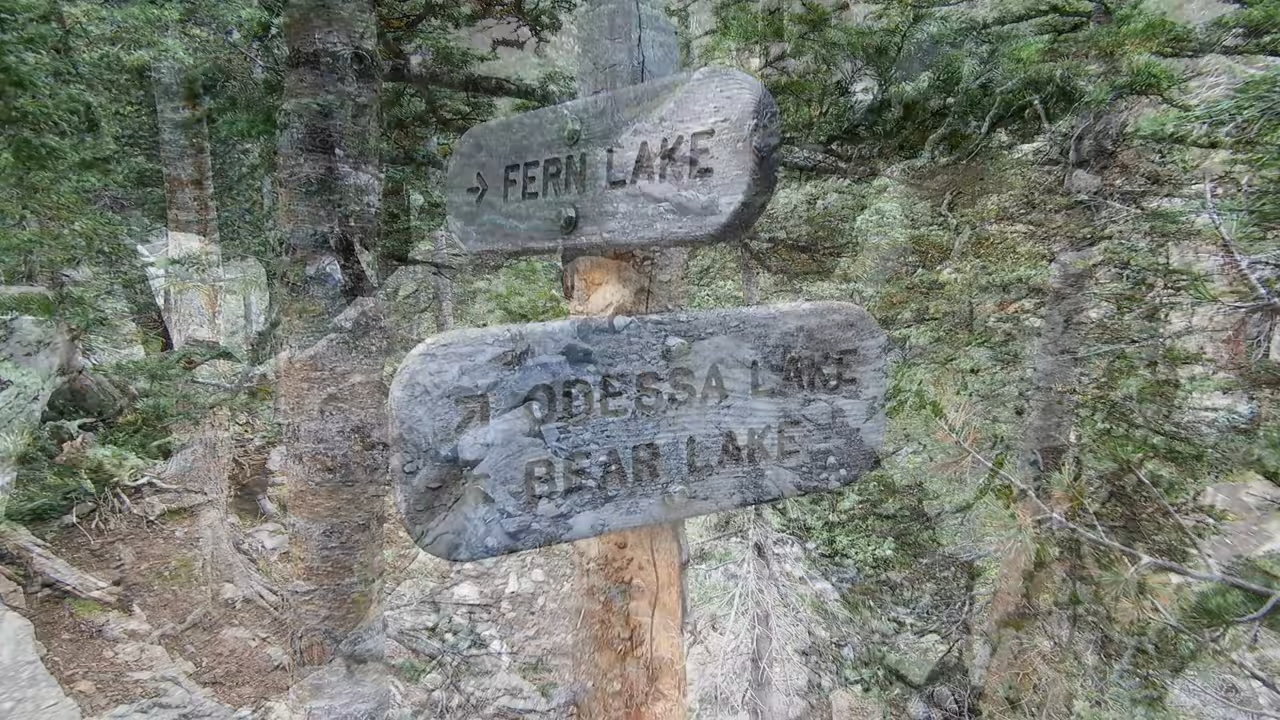 → FERN LAKE
↗ ODESSA LAKE
↗ BEAR LAKE